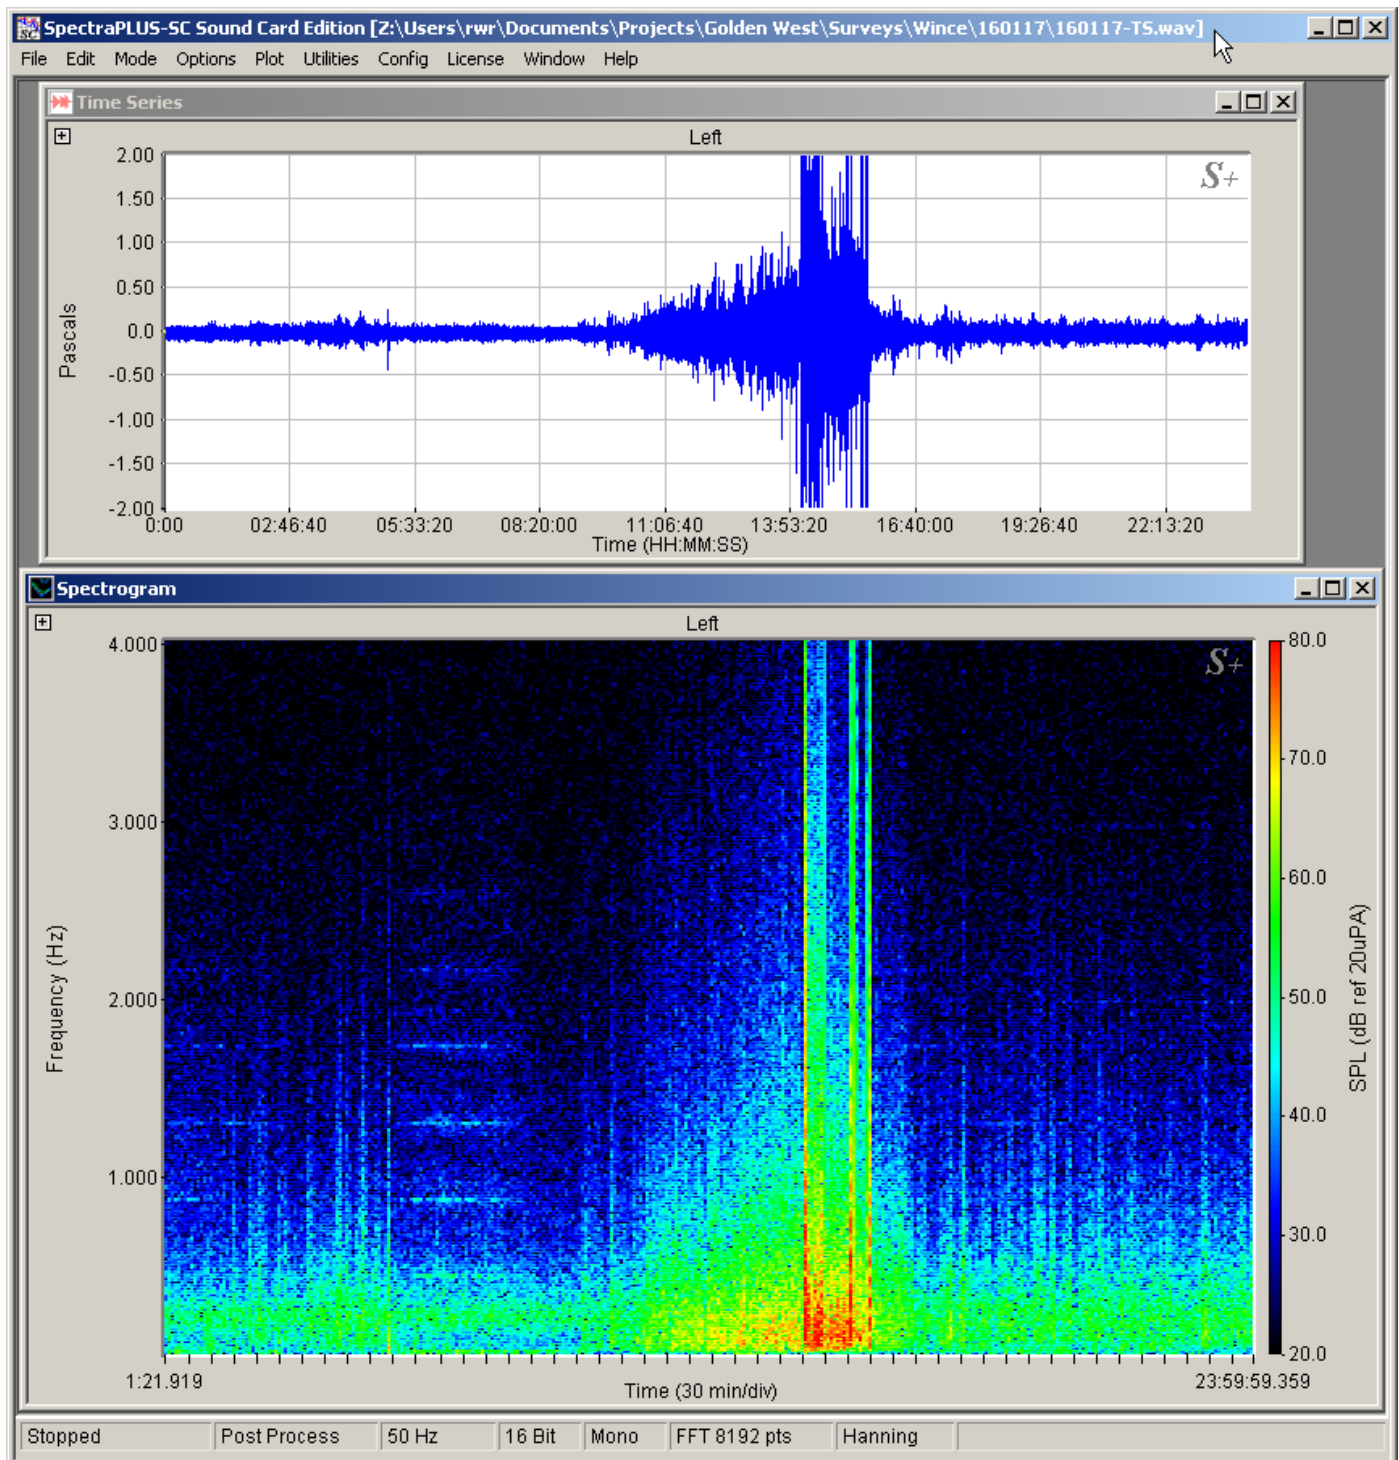 SpectraPLUS-SC Sound Card Edition [Z:\Users\rwr\Documents\Projects\Golden West\Surveys\Wince\160117\160117-TS.wav]
File Edit Mode Options Plot Utilities Config License Window Help
Time Series
Left
S+
2.00
1.50
1.00
0.50
0.0
-0.50
-1.00
-1.50
-2.00
Pascals
0:00 02:46:40 05:33:20 08:20:00 11:06:40 13:53:20 16:40:00 19:26:40 22:13:20
Time (HH:MM:SS)
Spectrogram
Left
S+
4.000
3.000
2.000
1.000
Frequency (Hz)
80.0
70.0
60.0
50.0
40.0
30.0
20.0
SPL (dB ref 20uPA)
1:21.919 23:59:59.359
Time (30 min/div)
Stopped Post Process 50 Hz 16 Bit Mono FFT 8192 pts Hanning